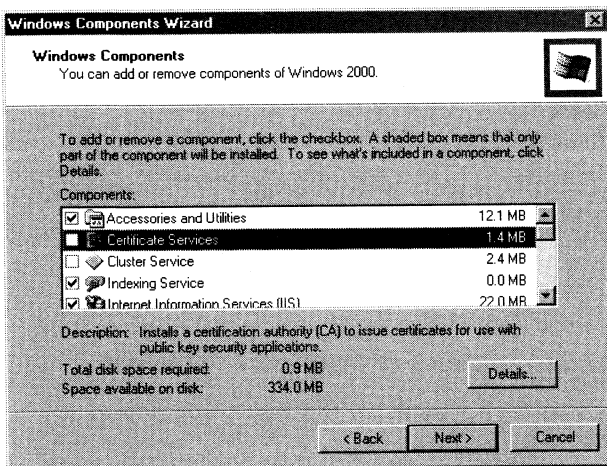 Windows Components Wizard
Windows Components
You can add or remove components of Windows 2000.
To add or remove a component, click the checkbox. A shaded box means that only
part of the component will be installed. To see what's included in a component, click
Details.
Components:
Accessories and Utilities 12.1 MB
Certificate Services 1.4 MB
Cluster Service 2.4 MB
Indexing Service 0.0 MB
Internet Information Services (IIS) 22.0 MB
Description: Installs a certification authority (CA) to issue certificates for use with
public key security applications.
Total disk space required: 0.9 MB
Space available on disk: 334.0 MB
Details...
< Back Next > Cancel